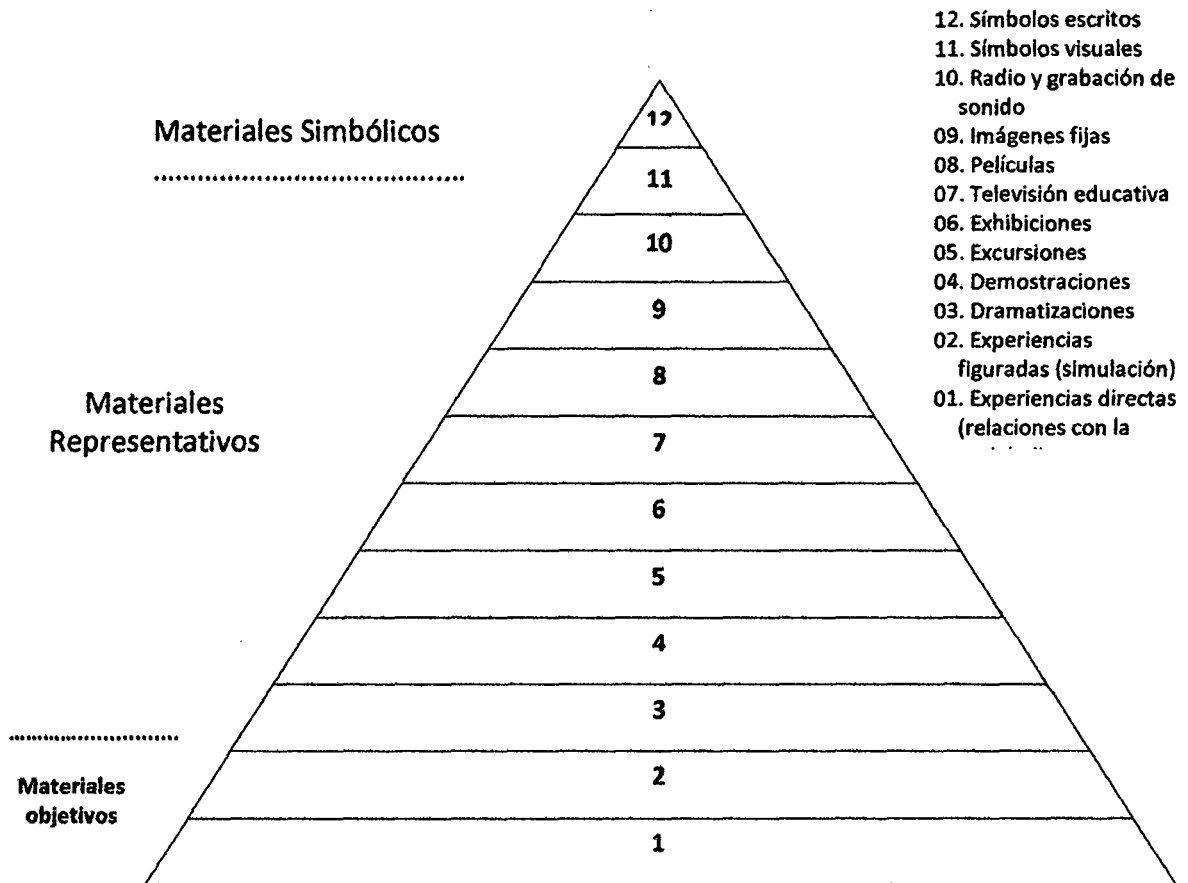 12. Símbolos escritos
11. Símbolos visuales
10. Radio y grabación de
sonido
09. Imágenes fijas
08. Películas
07. Televisión educativa
06. Exhibiciones
05. Excursiones
04. Demostraciones
03. Dramatizaciones
02. Experiencias
figuradas (simulación)
01. Experiencias directas
(relaciones con la
Materiales Simbólicos
Materiales
Representativos
Materiales
objetivos
12
11
10
9
8
7
6
5
4
3
2
1